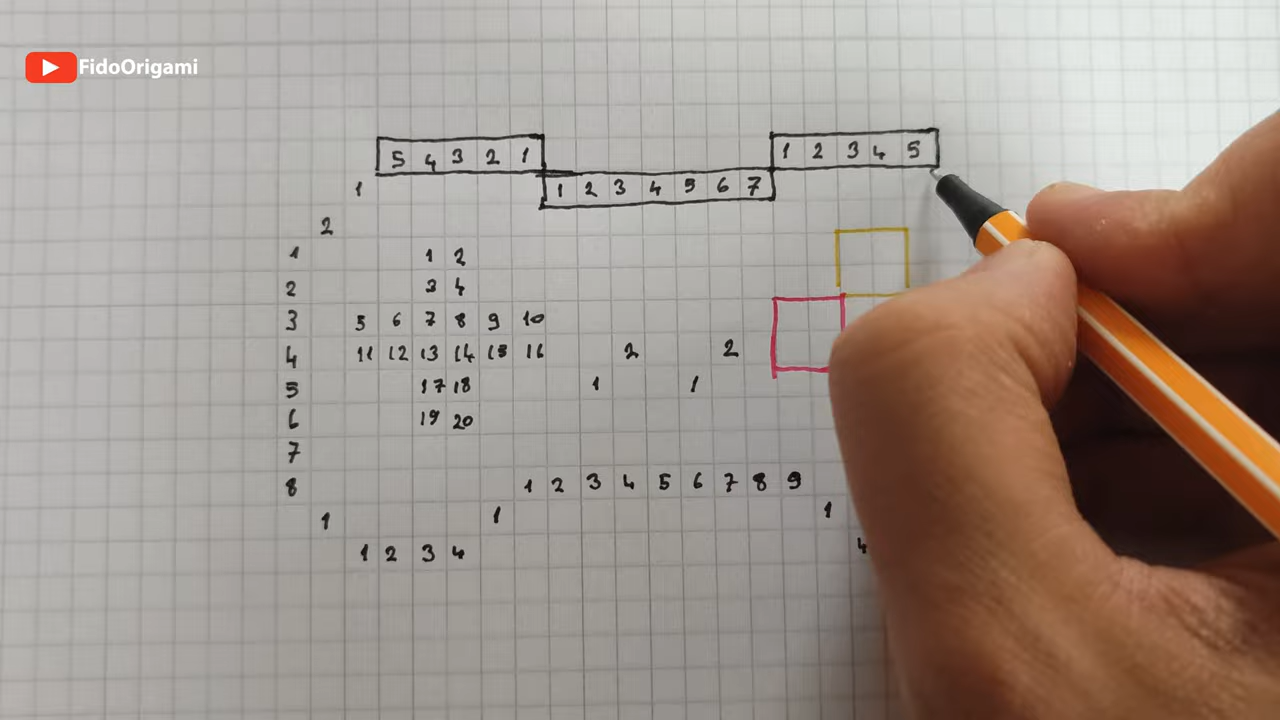 FidoOrigami
5 4 3 2 1 1 2 3 4 5
1 1 2 3 4 5 6 7
2
1 1 2
2 3 4
3 5 6 7 8 9 10
4 11 12 13 14 15 16 2 2
5 17 18 1 1
6 19 20
7
8 1 2 3 4 5 6 7 8 9
1 1 1
1 2 3 4 4